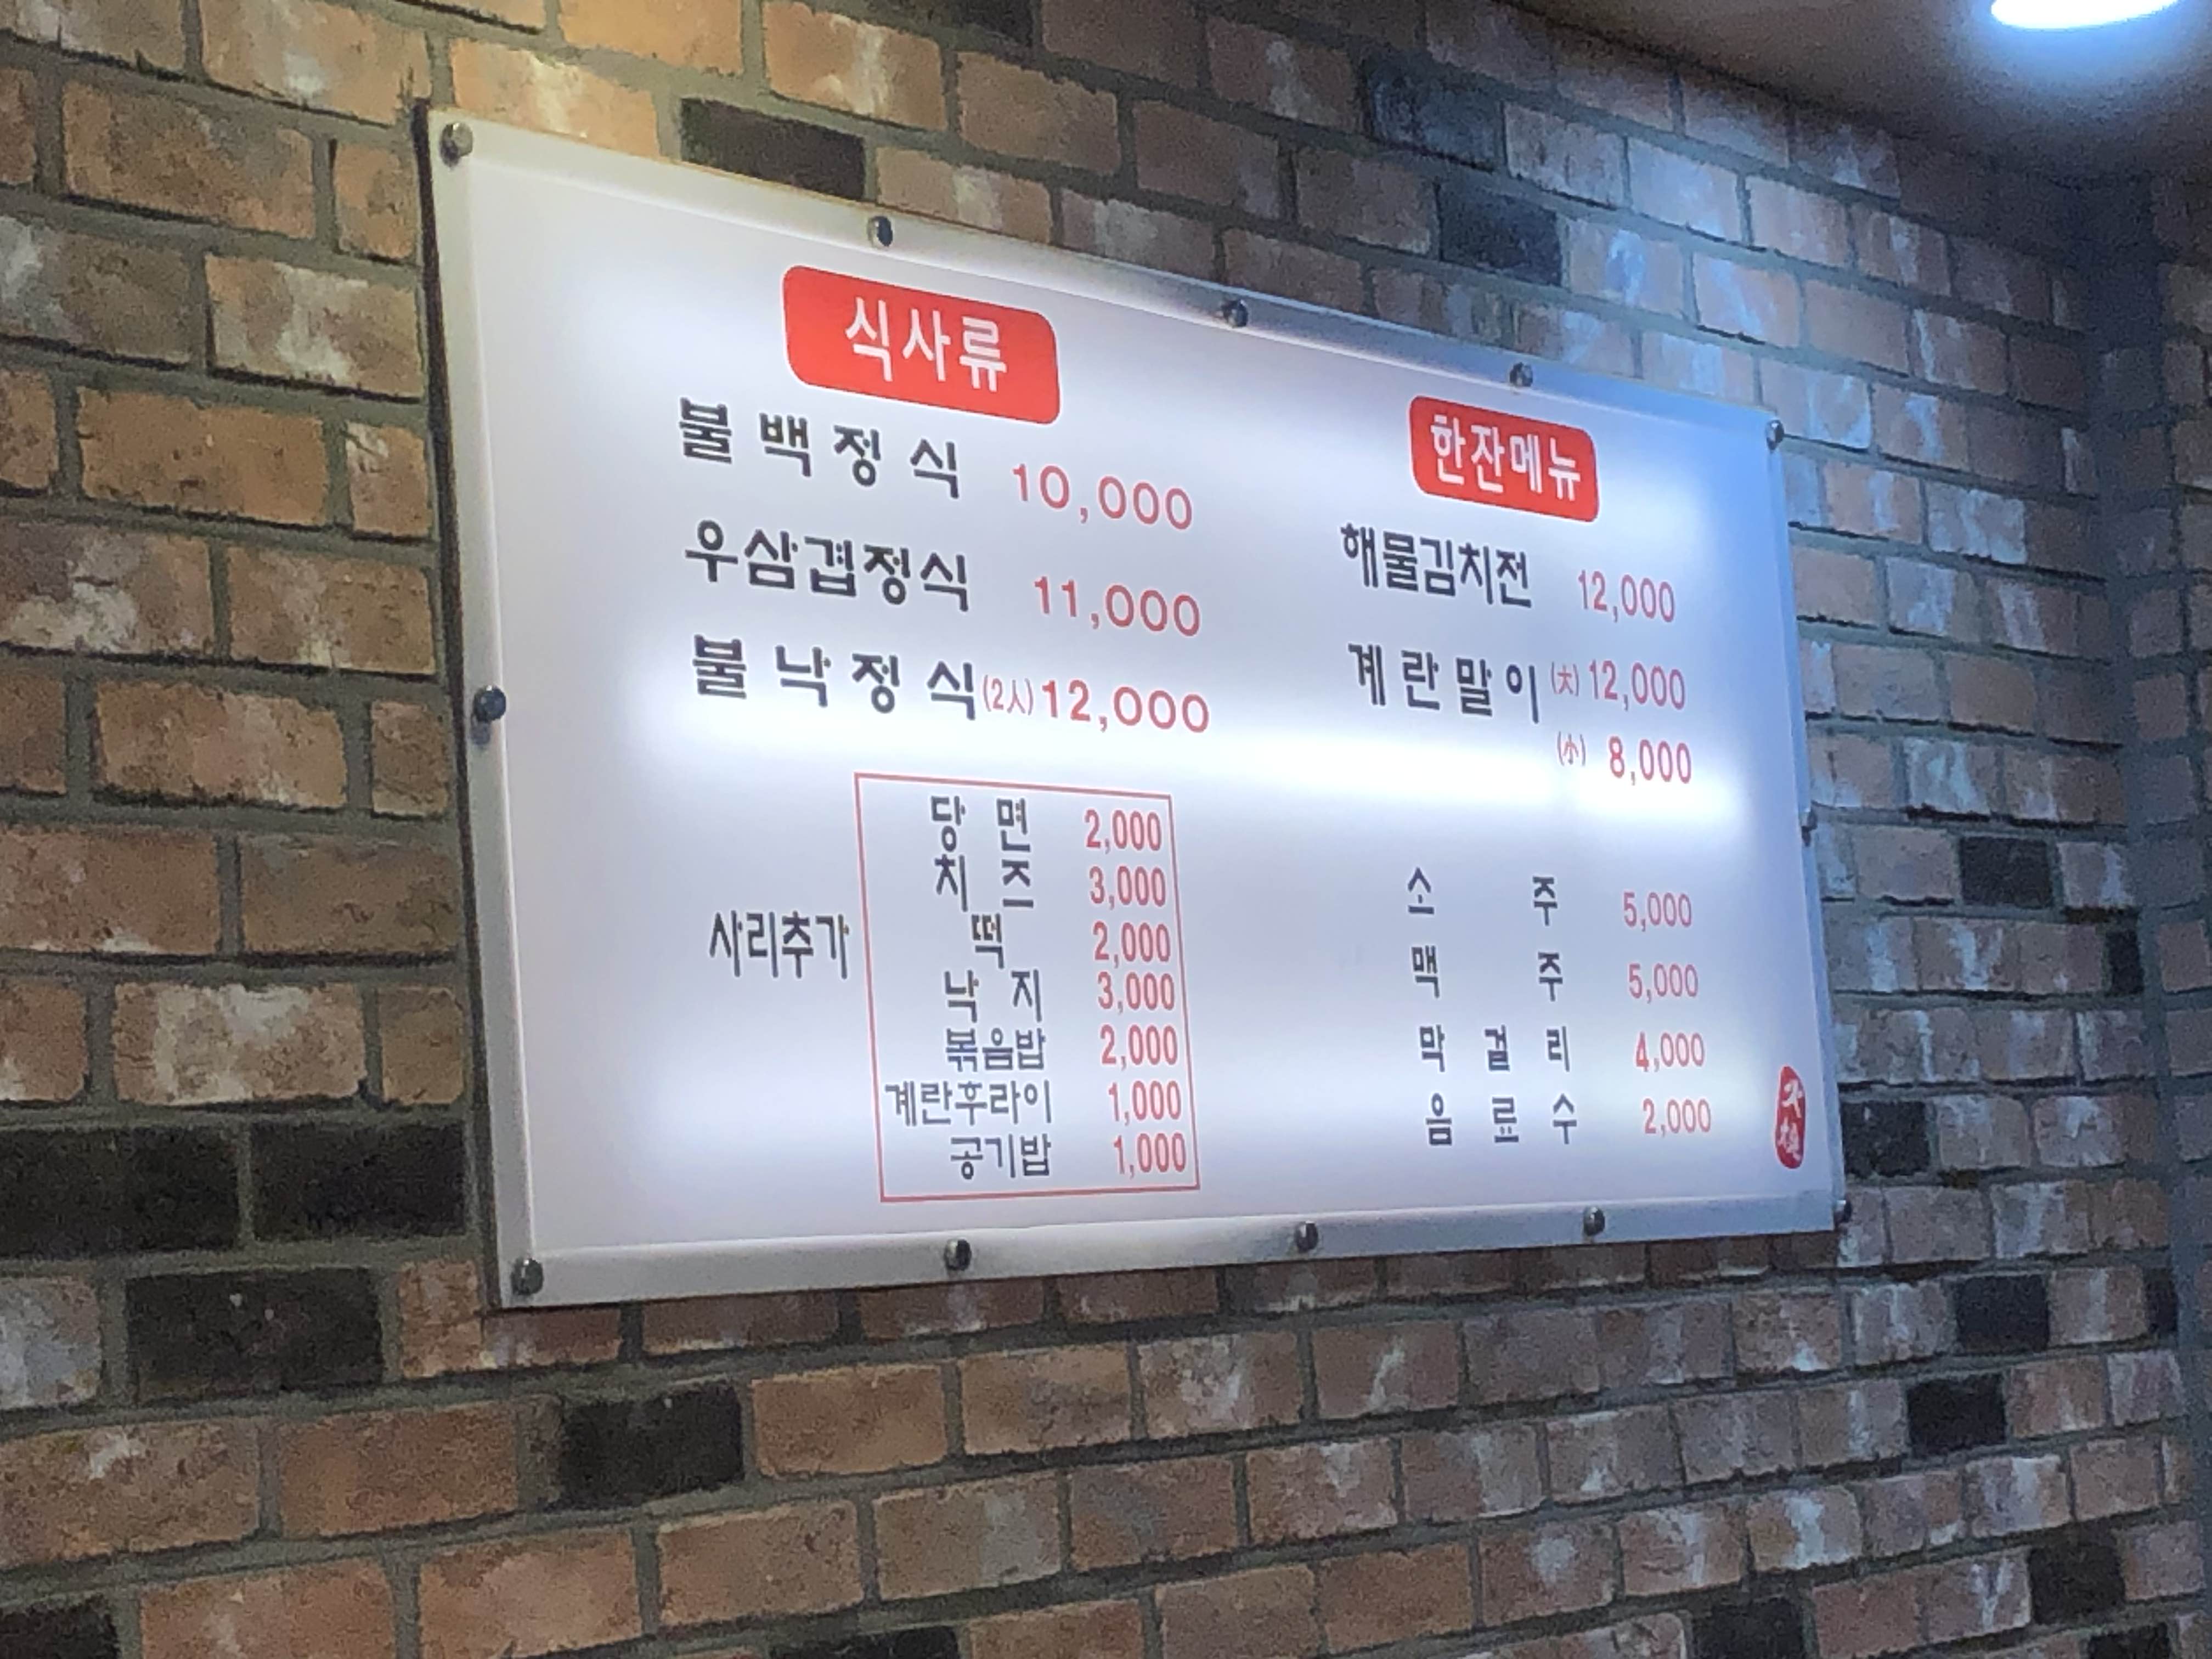 식사류
불백정식 10,000
우삼겹정식 11,000
불낙정식(2人) 12,000
사리추가
당면 2,000
치즈 3,000
떡 2,000
낙지 3,000
볶음밥 2,000
계란후라이 1,000
공기밥 1,000
한잔메뉴
해물김치전 12,000
계란말이 (大) 12,000
(小) 8,000
소주 5,000
맥주 5,000
막걸리 4,000
음료수 2,000